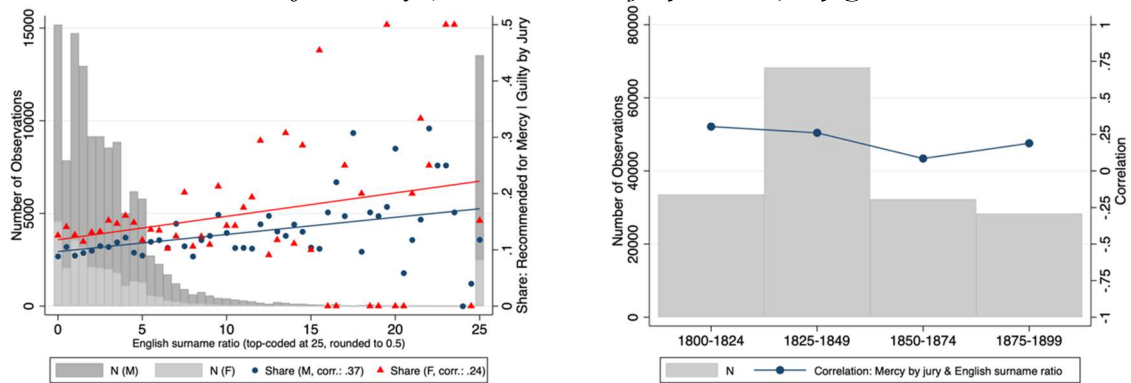 15000
10000
5000
0
Number of Observations
.5
.4
.3
.2
.1
0
Share: Recommended for Mercy | Guilty by Jury
0 5 10 15 20 25
English surname ratio (top-coded at 25, rounded to 0.5)
N (M) N (F) Share (M, corr.: .37) Share (F, corr.: .24)
80000
60000
40000
20000
0
Number of Observations
1
.75
.5
.25
0
-.25
-.5
-.75
-1
Correlation
1800-1824 1825-1849 1850-1874 1875-1899
N Correlation: Mercy by jury & English surname ratio